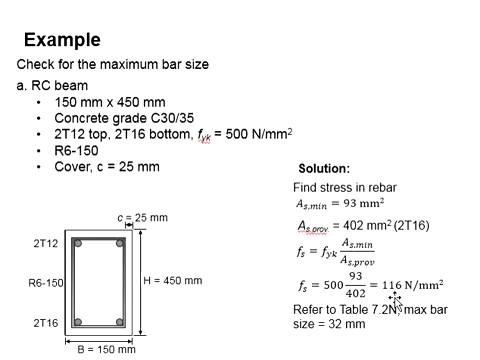 Example
Check for the maximum bar size
a. RC beam
• 150 mm x 450 mm
• Concrete grade C30/35
• 2T12 top, 2T16 bottom, fyk = 500 N/mm²
• R6-150
• Cover, c = 25 mm
c = 25 mm
2T12
R6-150
H = 450 mm
2T16
B = 150 mm
Solution:
Find stress in rebar
As,min = 93 mm²
As,prov = 402 mm² (2T16)
fs = fyk As,min / As,prov
fs = 500 93 / 402 = 116 N/mm²
Refer to Table 7.2N, max bar
size = 32 mm